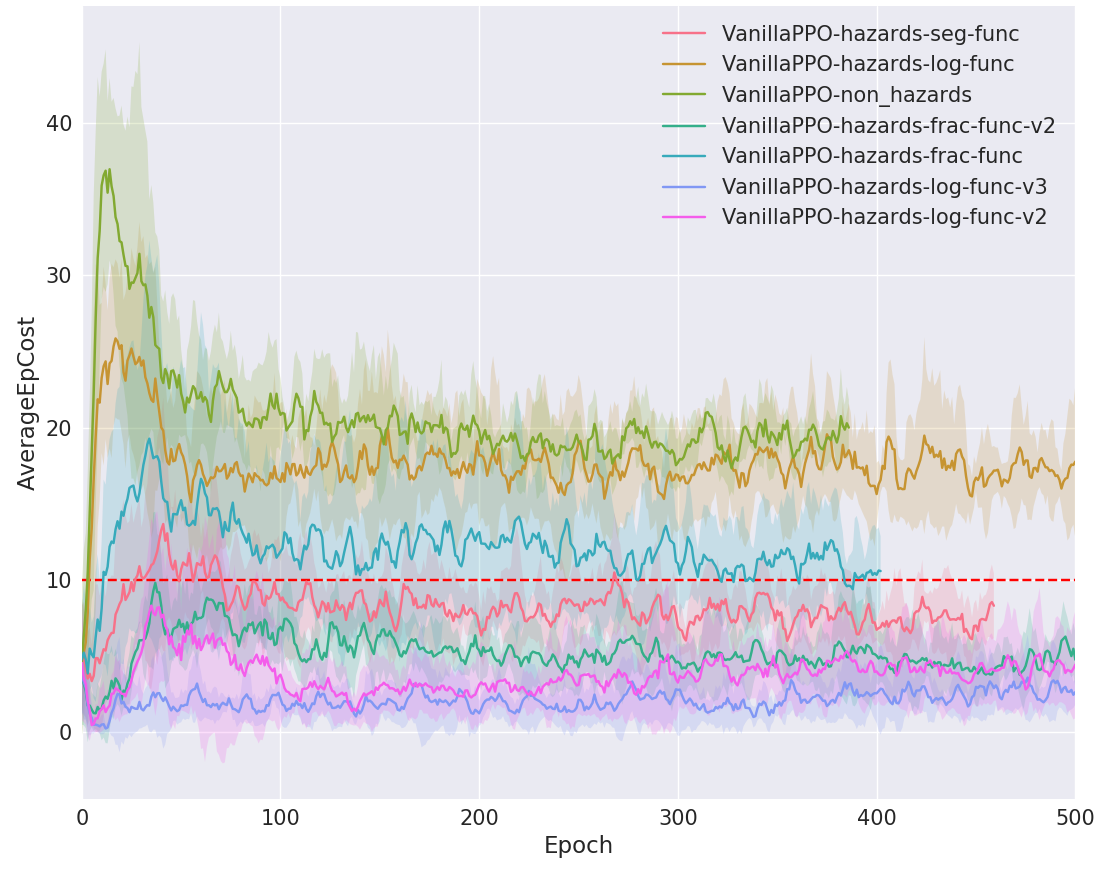 VanillaPPO-hazards-seg-func
VanillaPPO-hazards-log-func
VanillaPPO-non_hazards
VanillaPPO-hazards-frac-func-v2
VanillaPPO-hazards-frac-func
VanillaPPO-hazards-log-func-v3
VanillaPPO-hazards-log-func-v2
AverageEpCost
40
30
20
10
0
0 100 200 300 400 500
Epoch